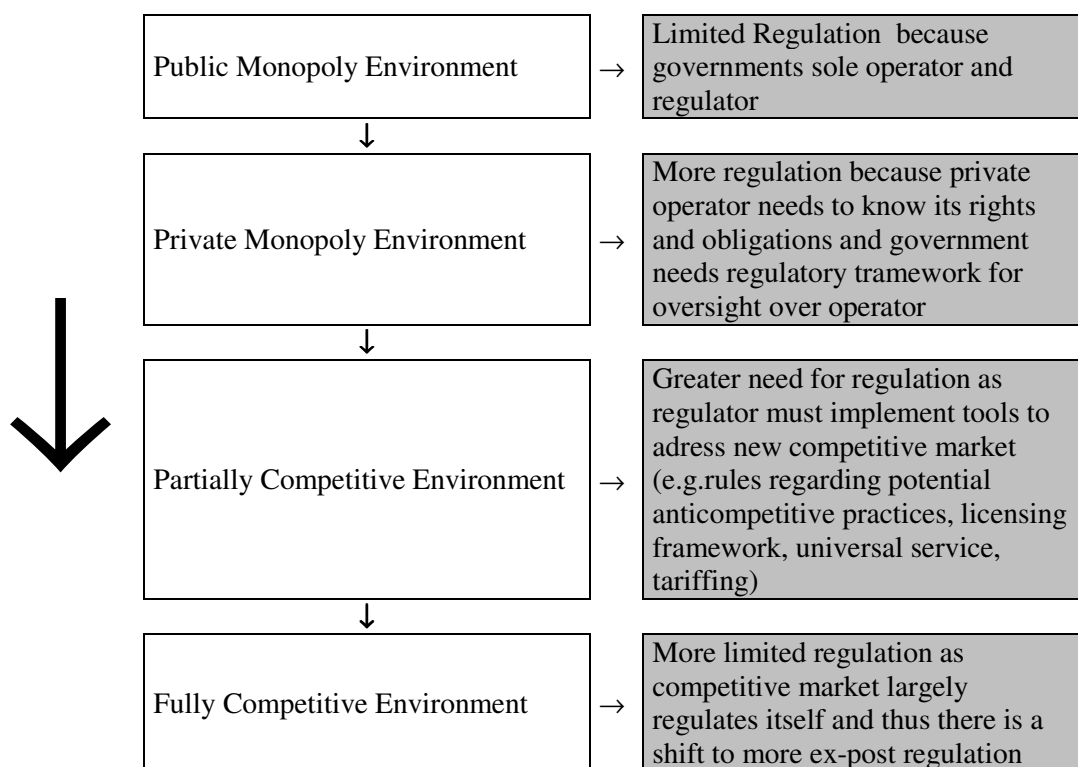 Public Monopoly Environment
→
Limited Regulation because
governments sole operator and
regulator
↓
Private Monopoly Environment
→
More regulation because private
operator needs to know its rights
and obligations and government
needs regulatory tramework for
oversight over operator
↓
Partially Competitive Environment
→
Greater need for regulation as
regulator must implement tools to
adress new competitive market
(e.g.rules regarding potential
anticompetitive practices, licensing
framework, universal service,
tariffing)
↓
Fully Competitive Environment
→
More limited regulation as
competitive market largely
regulates itself and thus there is a
shift to more ex-post regulation